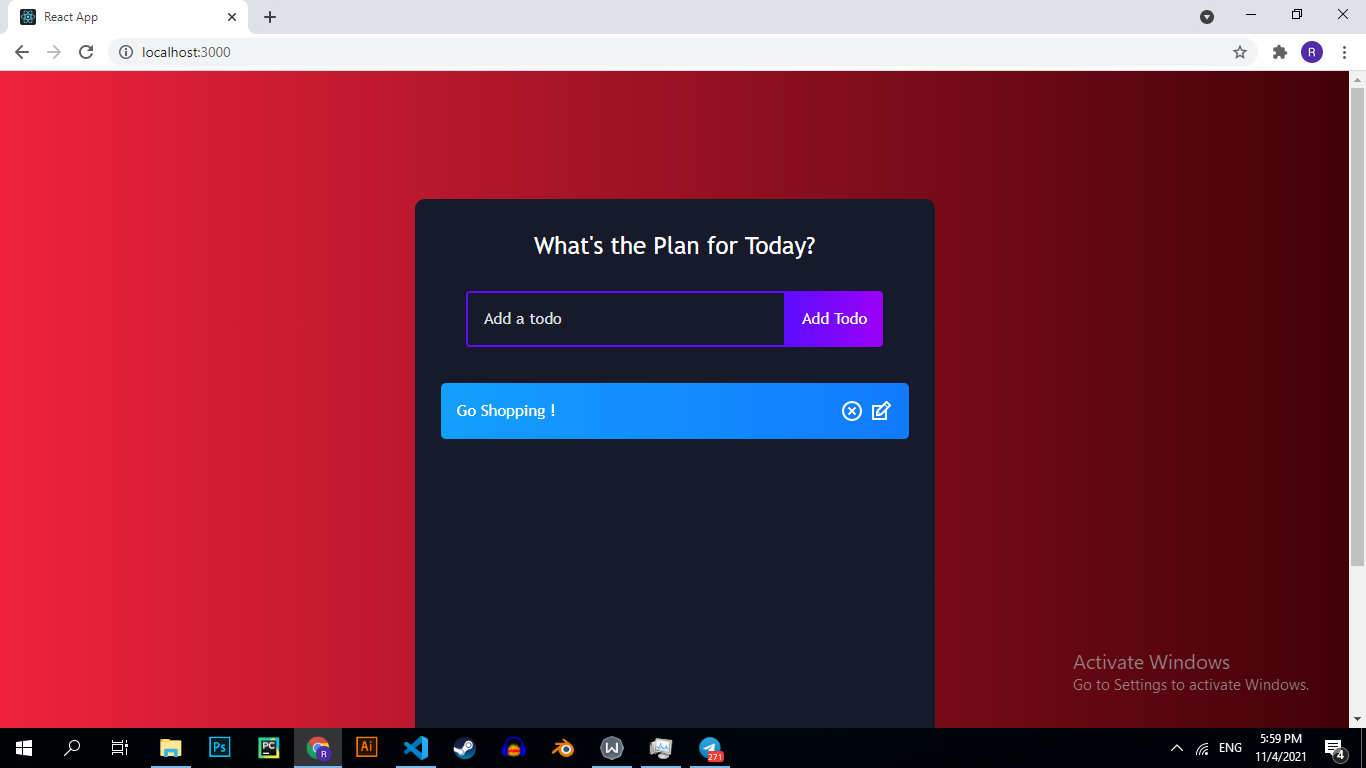 React App
localhost:3000
R
What's the Plan for Today?
Add a todo
Add Todo
Go Shopping !
Activate Windows
Go to Settings to activate Windows.
Ps
PC
R
Ai
W
271
ENG
5:59 PM
11/4/2021
4